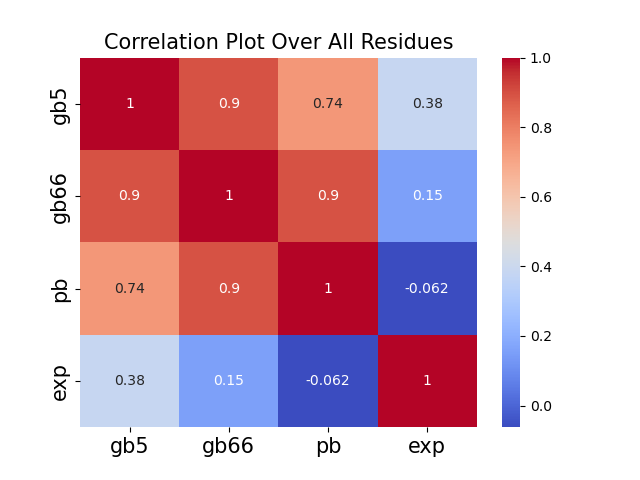 Correlation Plot Over All Residues
gb5 1 0.9 0.74 0.38
gb66 0.9 1 0.9 0.15
pb 0.74 0.9 1 -0.062
exp 0.38 0.15 -0.062 1
gb5 gb66 pb exp
1.0
0.8
0.6
0.4
0.2
0.0